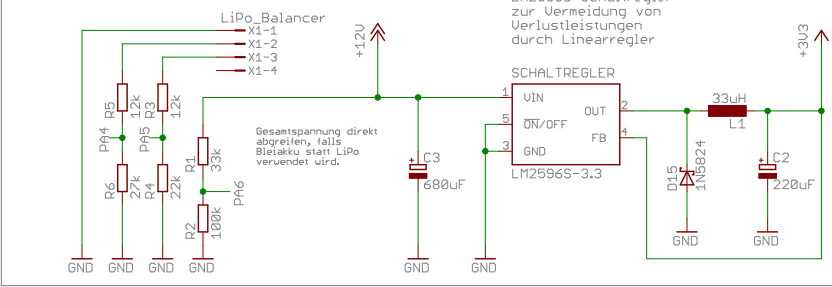 zur Vermeidung von
Verlustleistungen
durch Linearregler
LiPo_Balancer
X1-1
X1-2
X1-3
X1-4
+12V
+3V3
SCHALTREGLER
1
VIN
OUT
2
5
ON/OFF
FB
4
3
GND
LM2596S-3.3
33uH
L1
R5
12k
R3
12k
PA4
PA5
R6
27k
R4
22k
R1
33k
PA6
R2
100k
Gesamtspannung direkt
abgreifen, falls
Bleiakku statt LiPo
verwendet wird.
+
C3
680uF
D15
1N5824
+
C2
220uF
GND
GND
GND
GND
GND
GND
GND
GND